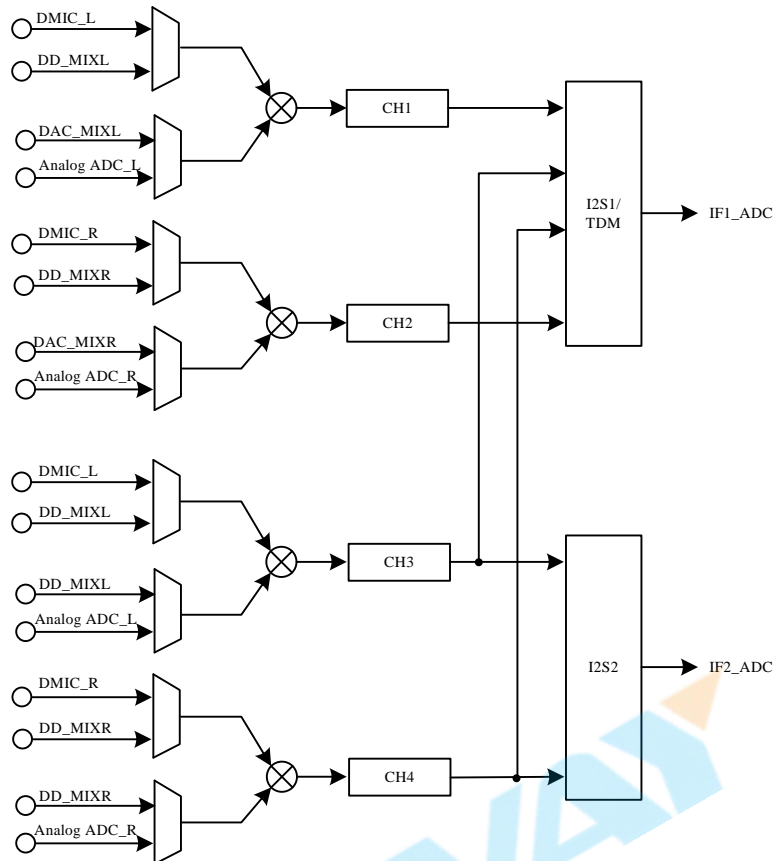 DMIC_L
DD_MIXL
CH1
DAC_MIXL
Analog ADC_L
I2S1/
TDM
IF1_ADC
DMIC_R
DD_MIXR
CH2
DAC_MIXR
Analog ADC_R
DMIC_L
DD_MIXL
CH3
DD_MIXL
Analog ADC_L
I2S2
IF2_ADC
DMIC_R
DD_MIXR
CH4
DD_MIXR
Analog ADC_R